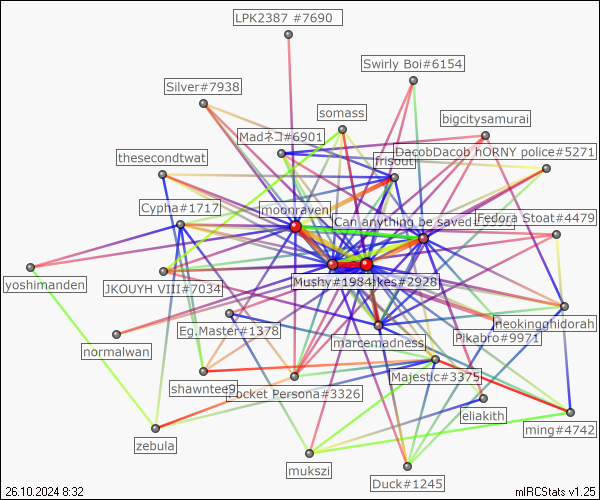 LPK2387 #7690
Swirly Boi#6154
Silver#7938
somass
bigcitysamurai
Madネコ#6901
DacobDacob hORNY police#5271
thesecondtwat
frisout
Cypha#1717
moonraven
Can anything be saved
Fedora Stoat#4479
yoshimanden
JKOUYH VIII#7034
Mushy#1984
kes#2928
Eg.Master#1378
neokingghidorah
normalwan
marcemadness
Pikabro#9971
Majestic#3375
shawntee9
Pocket Persona#3326
eliakith
ming#4742
zebula
mukszi
Duck#1245
26.10.2024 8:32
mIRCStats v1.25